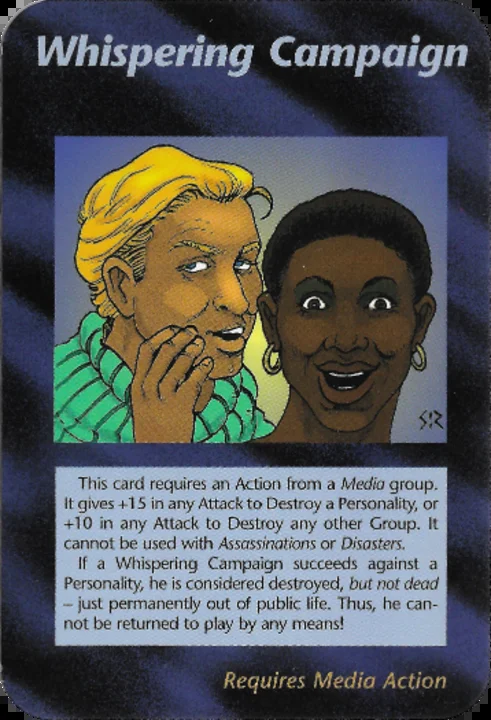 Whispering Campaign
SR
This card requires an Action from a Media group.
It gives +15 in any Attack to Destroy a Personality, or
+10 in any Attack to Destroy any other Group. It
cannot be used with Assassinations or Disasters.
If a Whispering Campaign succeeds against a
Personality, he is considered destroyed, but not dead
– just permanently out of public life. Thus, he can-
not be returned to play by any means!
Requires Media Action